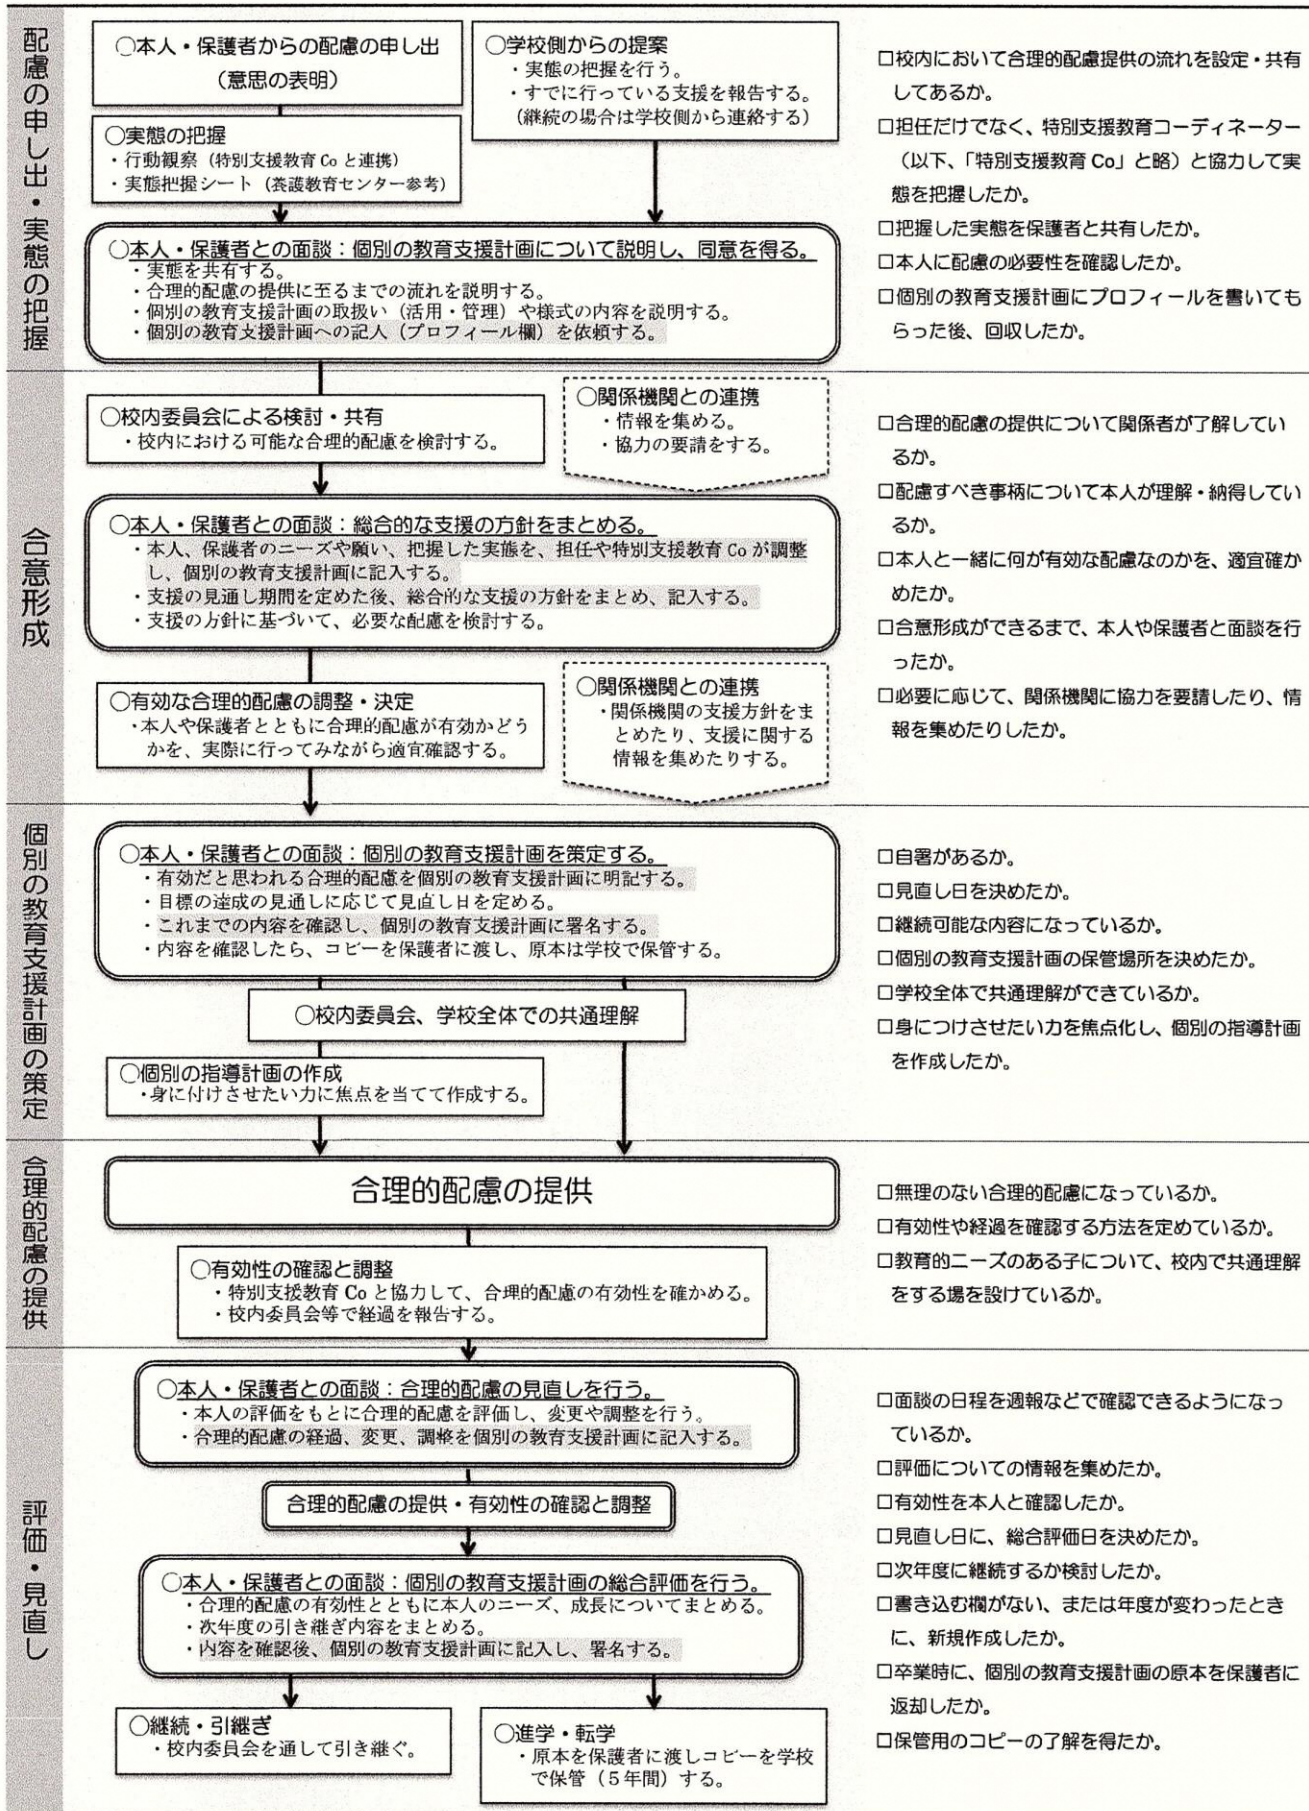 配慮の申し出・実態の把握
○本人・保護者からの配慮の申し出
（意思の表明）
○学校側からの提案
・実態の把握を行う。
・すでに行っている支援を報告する。
（継続の場合は学校側から連絡する）
○実態の把握
・行動観察（特別支援教育 Co と連携）
・実態把握シート（養護教育センター参考）
○本人・保護者との面談：個別の教育支援計画について説明し、同意を得る。
・実態を共有する。
・合理的配慮の提供に至るまでの流れを説明する。
・個別の教育支援計画の取扱い（活用・管理）や様式の内容を説明する。
・個別の教育支援計画への記入（プロフィール欄）を依頼する。
□校内において合理的配慮提供の流れを設定・共有
してあるか。
□担任だけでなく、特別支援教育コーディネーター
（以下、「特別支援教育 Co」と略）と協力して実
態を把握したか。
□把握した実態を保護者と共有したか。
□本人に配慮の必要性を確認したか。
□個別の教育支援計画にプロフィールを書いても
らった後、回収したか。
合意形成
○校内委員会による検討・共有
・校内における可能な合理的配慮を検討する。
○関係機関との連携
・情報を集める。
・協力の要請をする。
○本人・保護者との面談：総合的な支援の方針をまとめる。
・本人、保護者のニーズや願い、把握した実態を、担任や特別支援教育 Co が調整
し、個別の教育支援計画に記入する。
・支援の見通し期間を定めた後、総合的な支援の方針をまとめ、記入する。
・支援の方針に基づいて、必要な配慮を検討する。
○有効な合理的配慮の調整・決定
・本人や保護者とともに合理的配慮が有効かどう
かを、実際に行ってみながら適宜確認する。
○関係機関との連携
・関係機関の支援方針をま
とめたり、支援に関する
情報を集めたりする。
□合理的配慮の提供について関係者が了解してい
るか。
□配慮すべき事柄について本人が理解・納得してい
るか。
□本人と一緒に何が有効な配慮なのかを、適宜確か
めたか。
□合意形成ができるまで、本人や保護者と面談を行
ったか。
□必要に応じて、関係機関に協力を要請したり、情
報を集めたりしたか。
個別の教育支援計画の策定
○本人・保護者との面談：個別の教育支援計画を策定する。
・有効だと思われる合理的配慮を個別の教育支援計画に明記する。
・目標の達成の見通しに応じて見直し日を定める。
・これまでの内容を確認し、個別の教育支援計画に署名する。
・内容を確認したら、コピーを保護者に渡し、原本は学校で保管する。
○校内委員会、学校全体での共通理解
○個別の指導計画の作成
・身に付けさせたい力に焦点を当てて作成する。
□自署があるか。
□見直し日を決めたか。
□継続可能な内容になっているか。
□個別の教育支援計画の保管場所を決めたか。
□学校全体で共通理解ができているか。
□身につけさせたい力を焦点化し、個別の指導計画
を作成したか。
合理的配慮の提供
合理的配慮の提供
○有効性の確認と調整
・特別支援教育 Co と協力して、合理的配慮の有効性を確かめる。
・校内委員会等で経過を報告する。
□無理のない合理的配慮になっているか。
□有効性や経過を確認する方法を定めているか。
□教育的ニーズのある子について、校内で共通理解
をする場を設けているか。
評価・見直し
○本人・保護者との面談：合理的配慮の見直しを行う。
・本人の評価をもとに合理的配慮を評価し、変更や調整を行う。
・合理的配慮の経過、変更、調整を個別の教育支援計画に記入する。
合理的配慮の提供・有効性の確認と調整
○本人・保護者との面談：個別の教育支援計画の総合評価を行う。
・合理的配慮の有効性とともに本人のニーズ、成長についてまとめる。
・次年度の引き継ぎ内容をまとめる。
・内容を確認後、個別の教育支援計画に記入し、署名する。
○継続・引継ぎ
・校内委員会を通して引き継ぐ。
○進学・転学
・原本を保護者に渡しコピーを学校
で保管（５年間）する。
□面談の日程を週報などで確認できるようになっ
ているか。
□評価についての情報を集めたか。
□有効性を本人と確認したか。
□見直し日に、総合評価日を決めたか。
□次年度に継続するか検討したか。
□書き込む欄がない、または年度が変わったとき
に、新規作成したか。
□卒業時に、個別の教育支援計画の原本を保護者に
返却したか。
□保管用のコピーの了解を得たか。